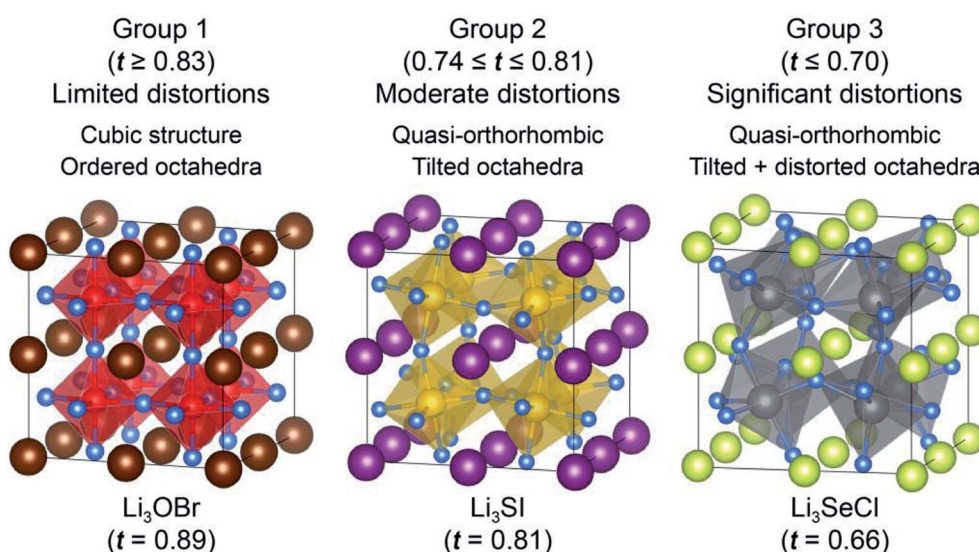 Group 1
(t ≥ 0.83)
Limited distortions
Cubic structure
Ordered octahedra
Li₃OBr
(t = 0.89)
Group 2
(0.74 ≤ t ≤ 0.81)
Moderate distortions
Quasi-orthorhombic
Tilted octahedra
Li₃SI
(t = 0.81)
Group 3
(t ≤ 0.70)
Significant distortions
Quasi-orthorhombic
Tilted + distorted octahedra
Li₃SeCl
(t = 0.66)